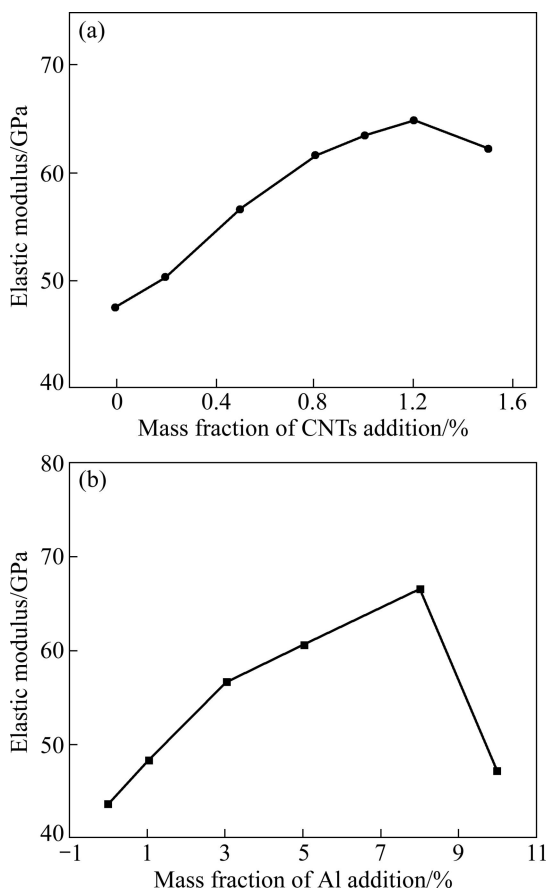 (a)
70
60
50
40
Elastic modulus/GPa
0 0.4 0.8 1.2 1.6
Mass fraction of CNTs addition/%
(b)
80
70
60
50
40
Elastic modulus/GPa
−1 1 3 5 7 9 11
Mass fraction of Al addition/%